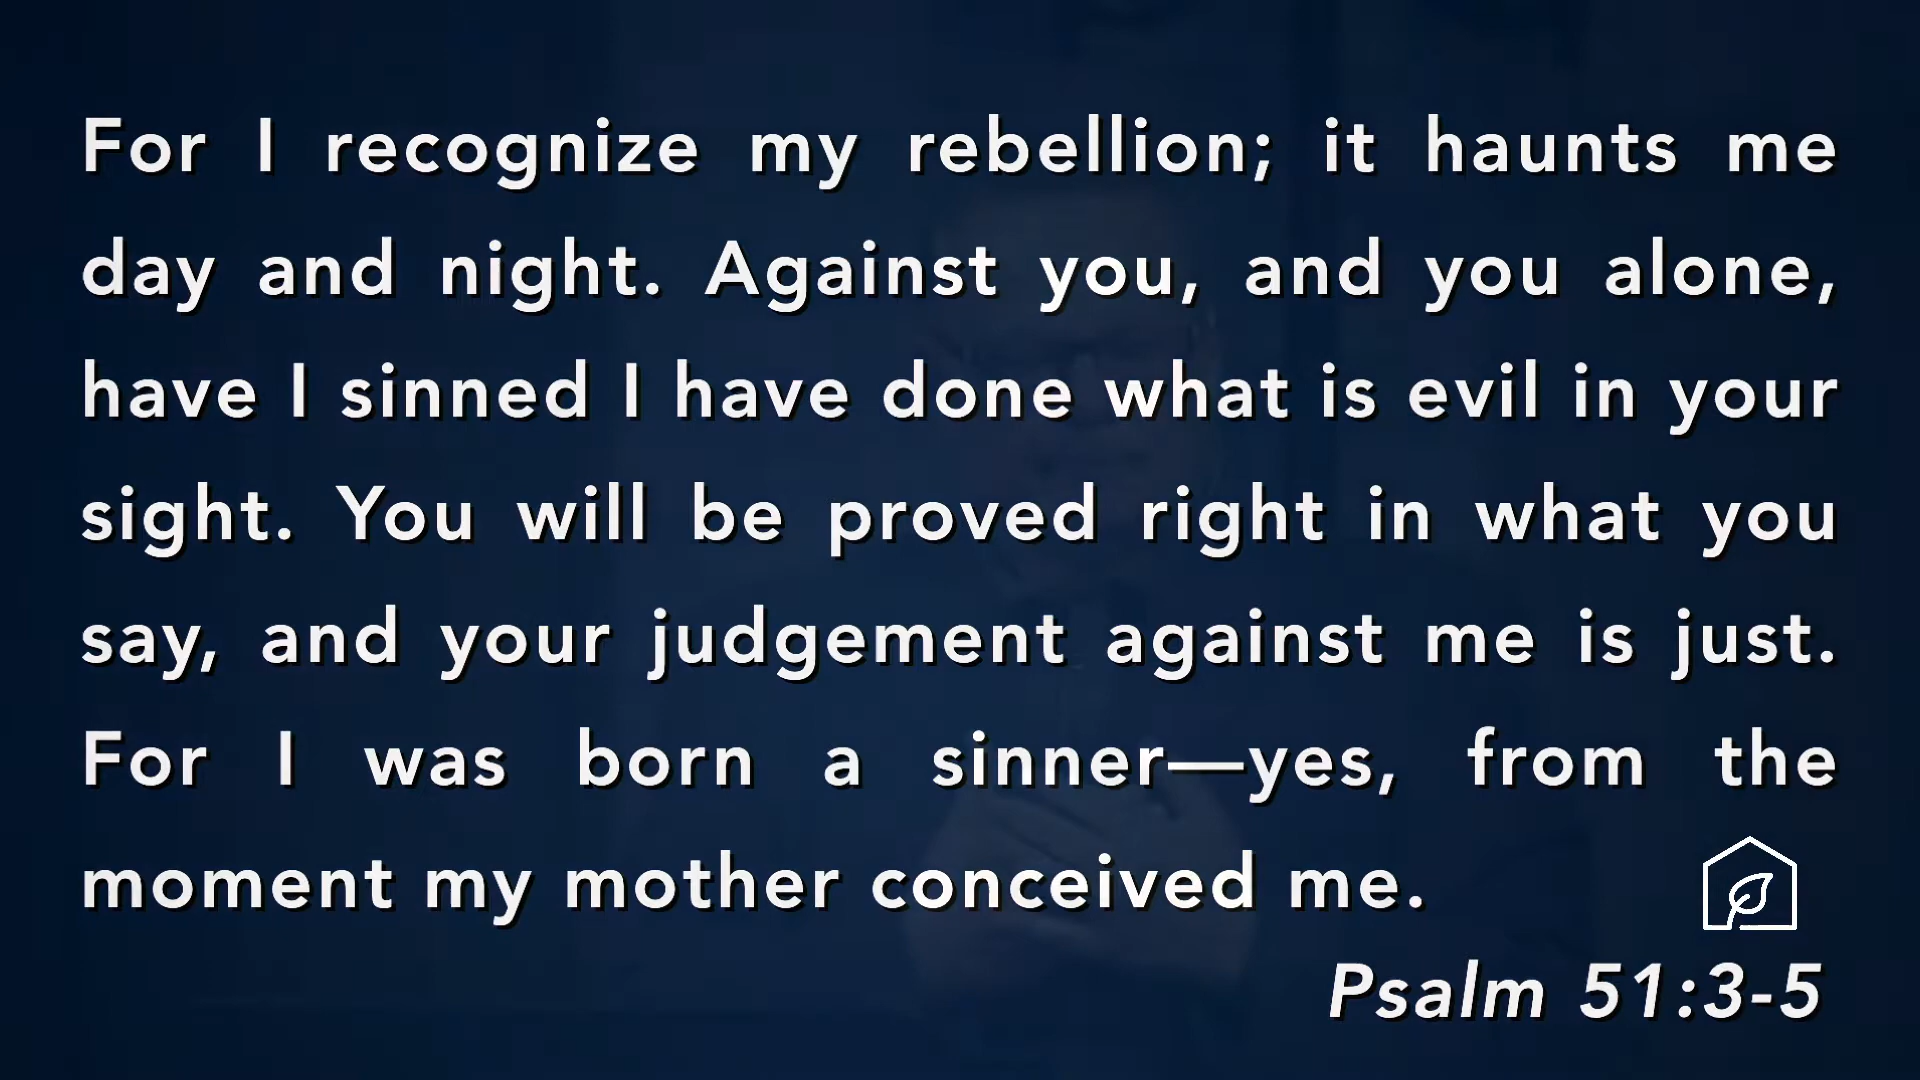 For I recognize my rebellion; it haunts me
day and night. Against you, and you alone,
have I sinned I have done what is evil in your
sight. You will be proved right in what you
say, and your judgement against me is just.
For I was born a sinner—yes, from the
moment my mother conceived me.
Psalm 51:3-5